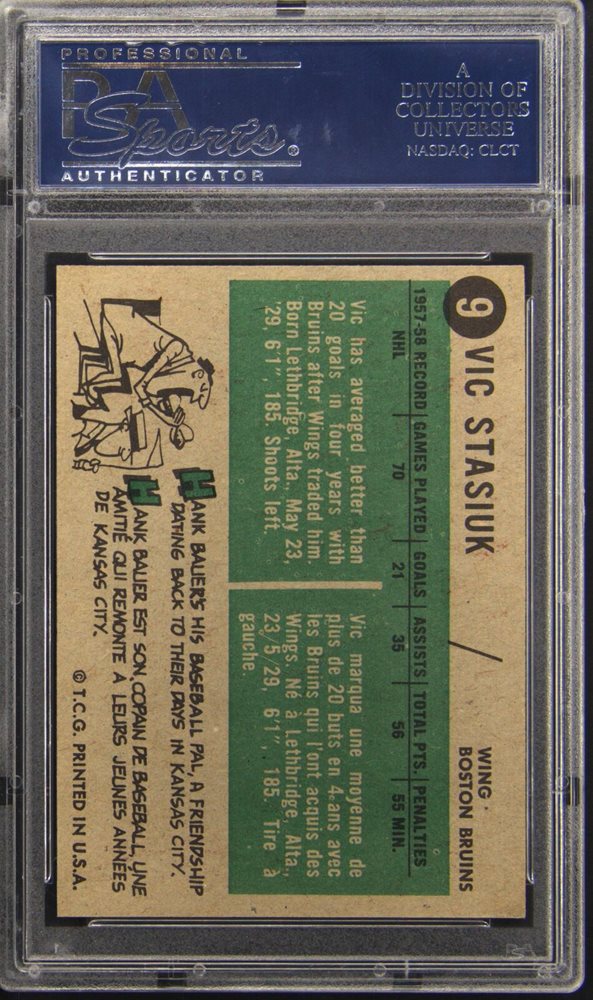 PROFESSIONAL
PSA
Sports®
AUTHENTICATOR
A
DIVISION OF
COLLECTORS
UNIVERSE
NASDAQ: CLCT
9 VIC STASIUK
WING ·
BOSTON BRUINS
1957-58 RECORD GAMES PLAYED GOALS ASSISTS TOTAL PTS. PENALTIES
NHL 70 21 35 56 55 MIN.
Vic has averaged better than
20 goals in four years with
Bruins after Wings traded him.
Born Lethbridge, Alta., May 23,
'29, 6'1", 185. Shoots left.
Vic marqua une moyénne de
plus de 20 buts en 4 ans avec
les Bruins qui l'ont acquis des
Wings. Né à Lethbridge, Alta.,
23/5/29, 6'1", 185. Tire à
gauche.
HANK BAUER'S HIS BASEBALL PAL, A FRIENDSHIP
DATING BACK TO THEIR DAYS IN KANSAS CITY.
HANK BAUER EST SON COPAIN DE BASEBALL, UNE
AMITIÉ QUI REMONTE À LEURS JEUNES ANNÉES
DE KANSAS CITY.
© T.C.G. PRINTED IN U.S.A.